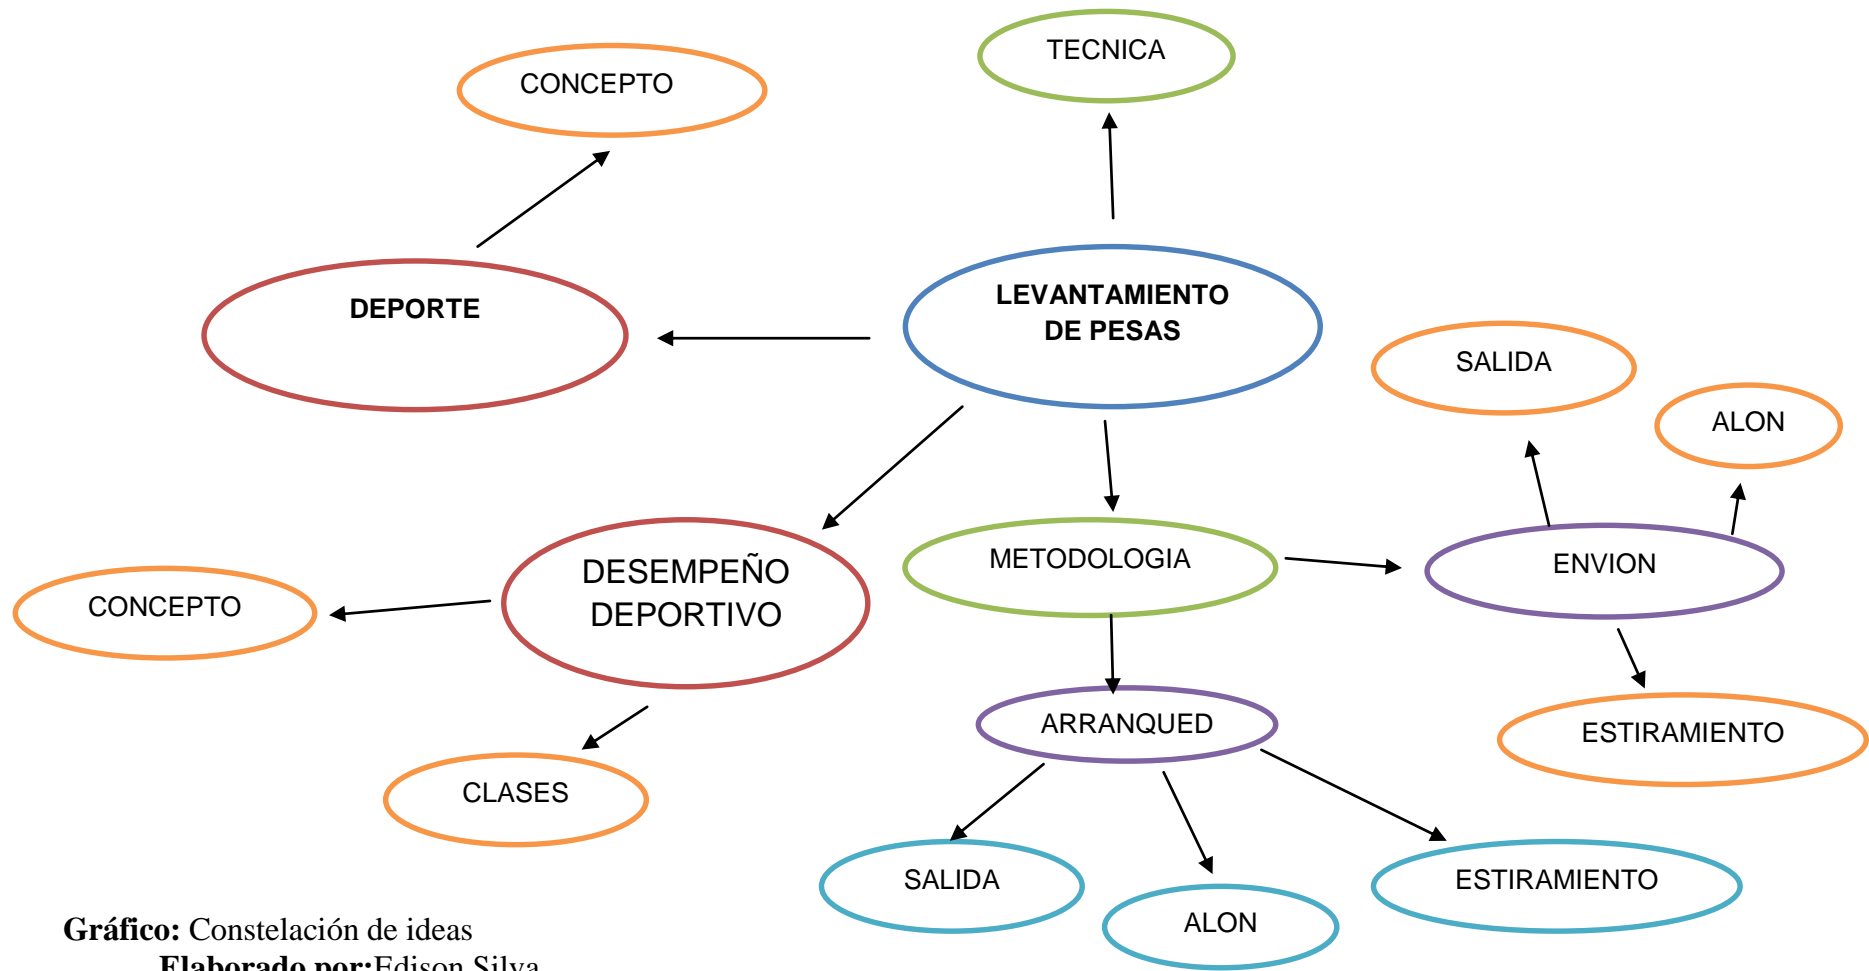 TECNICA
CONCEPTO
LEVANTAMIENTO
DE PESAS
DEPORTE
SALIDA
ALON
DESEMPEÑO
DEPORTIVO
METODOLOGIA
ENVION
CONCEPTO
ARRANQUED
ESTIRAMIENTO
CLASES
SALIDA
ALON
ESTIRAMIENTO
Gráfico: Constelación de ideas
Elaborado por:Edison Silva